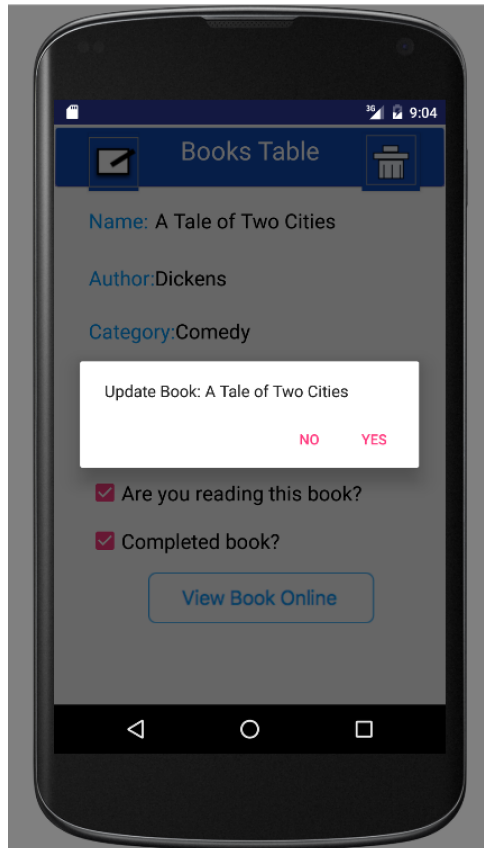 3G 9:04
Books Table
Name: A Tale of Two Cities
Author:Dickens
Category:Comedy
Update Book: A Tale of Two Cities
NO YES
Are you reading this book?
Completed book?
View Book Online